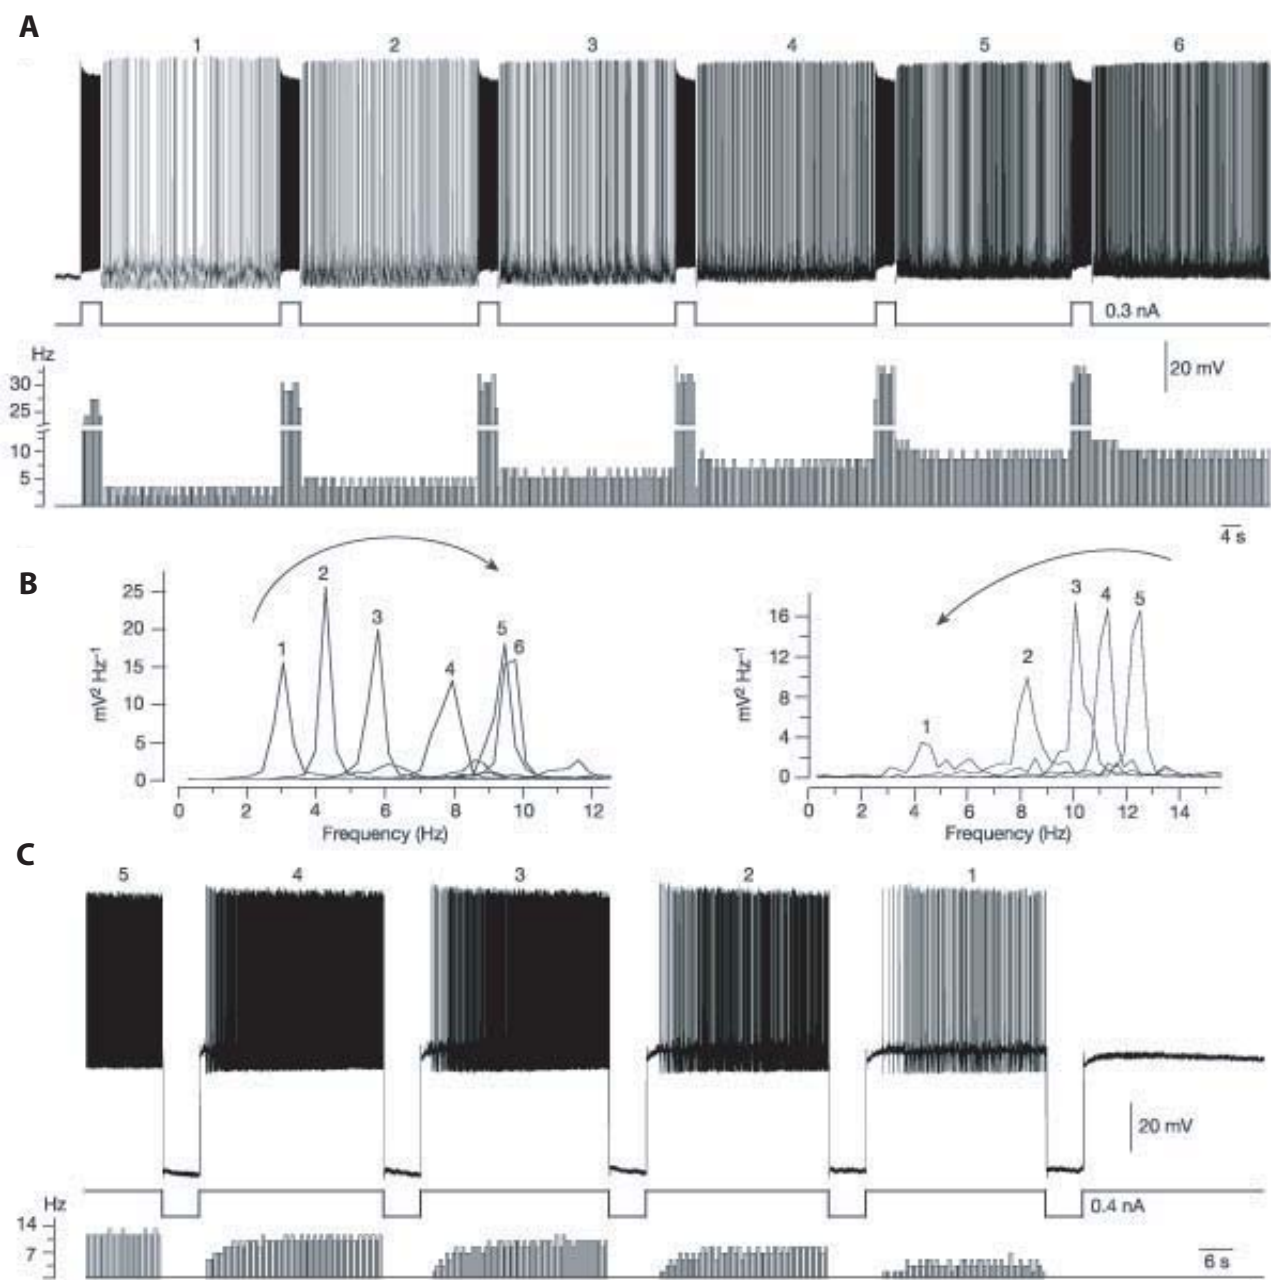 A
1 2 3 4 5 6
0.3 nA
20 mV
Hz
30
25
10
5
4 s
B
25
20
15
10
5
0
mV² Hz⁻¹
1 2 3 4 5 6
0 2 4 6 8 10 12
Frequency (Hz)
16
12
8
4
0
mV² Hz⁻¹
1 2 3 4 5
0 2 4 6 8 10 12 14
Frequency (Hz)
C
5 4 3 2 1
20 mV
0.4 nA
Hz
14
7
6 s